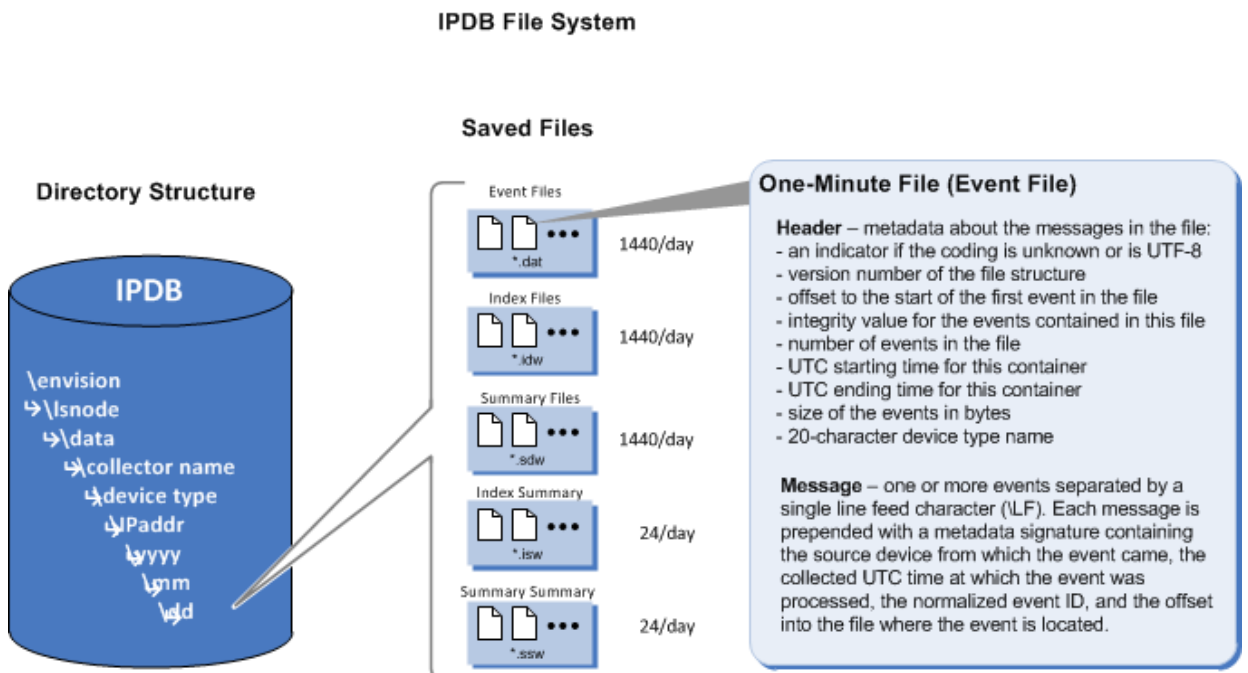 IPDB File System
Saved Files
Directory Structure
IPDB
\envision
\lsnode
\data
\collector name
\device type
\IPaddr
\yyyy
\mm
\dd
Event Files
*.dat
1440/day
Index Files
*.idw
1440/day
Summary Files
*.sdw
1440/day
Index Summary
*.isw
24/day
Summary Summary
*.ssw
24/day
One-Minute File (Event File)
Header – metadata about the messages in the file:
- an indicator if the coding is unknown or is UTF-8
- version number of the file structure
- offset to the start of the first event in the file
- integrity value for the events contained in this file
- number of events in the file
- UTC starting time for this container
- UTC ending time for this container
- size of the events in bytes
- 20-character device type name
Message – one or more events separated by a
single line feed character (\LF). Each message is
prepended with a metadata signature containing
the source device from which the event came, the
collected UTC time at which the event was
processed, the normalized event ID, and the offset
into the file where the event is located.